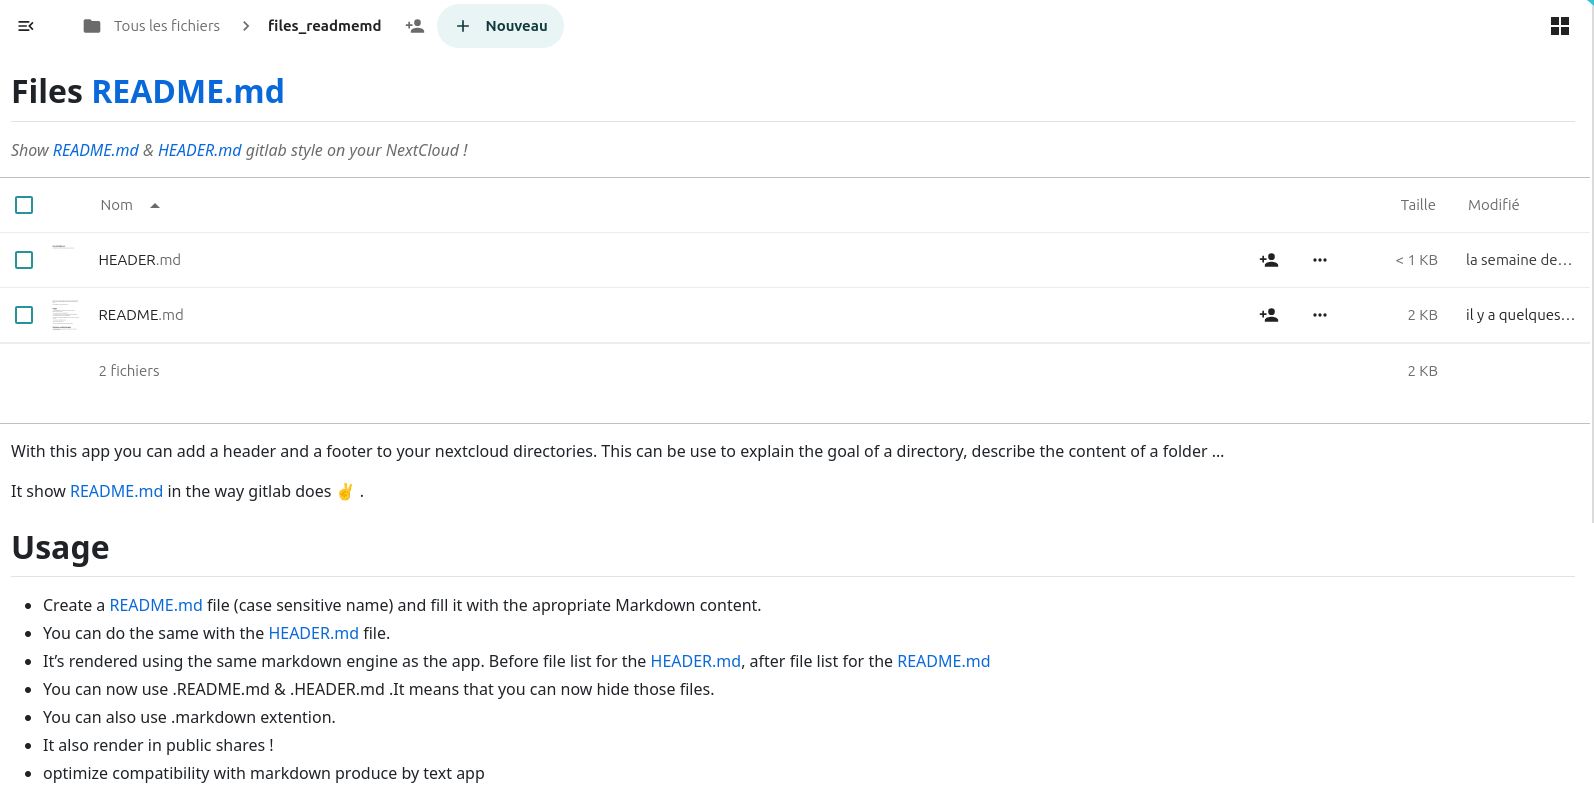 Tous les fichiers files_readmemd Nouveau
Files README.md
Show README.md & HEADER.md gitlab style on your NextCloud !
Nom Taille Modifié
HEADER.md < 1 KB la semaine de…
README.md 2 KB il y a quelques…
2 fichiers 2 KB
With this app you can add a header and a footer to your nextcloud directories. This can be use to explain the goal of a directory, describe the content of a folder ...
It show README.md in the way gitlab does ✌ .
Usage
• Create a README.md file (case sensitive name) and fill it with the apropriate Markdown content.
• You can do the same with the HEADER.md file.
• It’s rendered using the same markdown engine as the app. Before file list for the HEADER.md, after file list for the README.md
• You can now use .README.md & .HEADER.md .It means that you can now hide those files.
• You can also use .markdown extention.
• It also render in public shares !
• optimize compatibility with markdown produce by text app